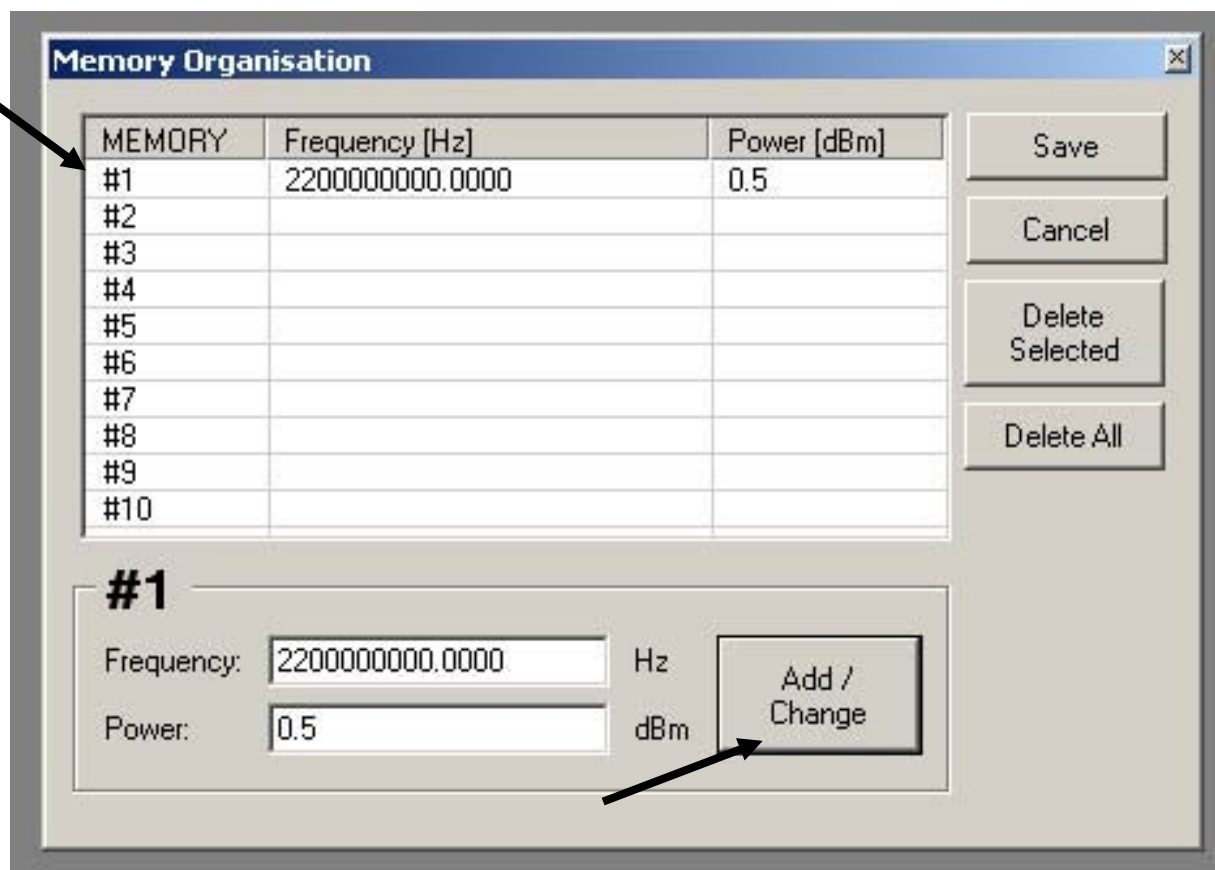 Memory Organisation
MEMORY Frequency [Hz] Power [dBm]
#1 2200000000.0000 0.5
#2
#3
#4
#5
#6
#7
#8
#9
#10
Save
Cancel
Delete
Selected
Delete All
#1
Frequency: 2200000000.0000 Hz
Power: 0.5 dBm
Add /
Change